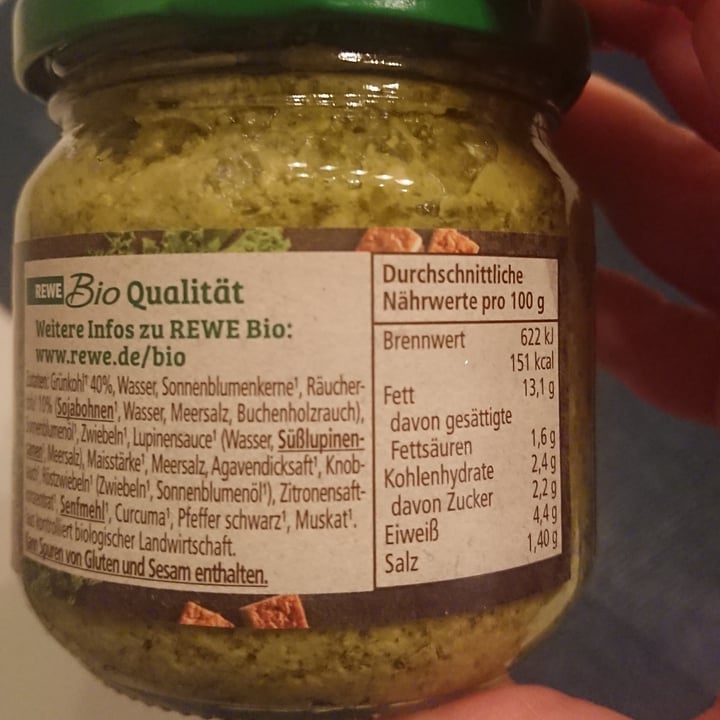 REWE Bio Qualität
Weitere Infos zu REWE Bio:
www.rewe.de/bio
Grünkohl¹ 40%, Wasser, Sonnenblumenkerne¹, Räucher-
10% (Sojabohnen¹, Wasser, Meersalz, Buchenholzrauch),
Zwiebeln¹, Lupinensauce¹ (Wasser, Süßlupinen-
Meersalz), Maisstärke¹, Meersalz, Agavendicksaft¹, Knob-
Röstzwiebeln¹ (Zwiebeln¹, Sonnenblumenöl¹), Zitronensaft-
Senfmehl¹, Curcuma¹, Pfeffer schwarz¹, Muskat¹.
kontrolliert biologischer Landwirtschaft.
Spuren von Gluten und Sesam enthalten.
Durchschnittliche
Nährwerte pro 100 g
Brennwert 622 kJ
151 kcal
Fett 13,1 g
davon gesättigte
Fettsäuren 1,6 g
Kohlenhydrate 2,4 g
davon Zucker 2,2 g
Eiweiß 4,4 g
Salz 1,40 g